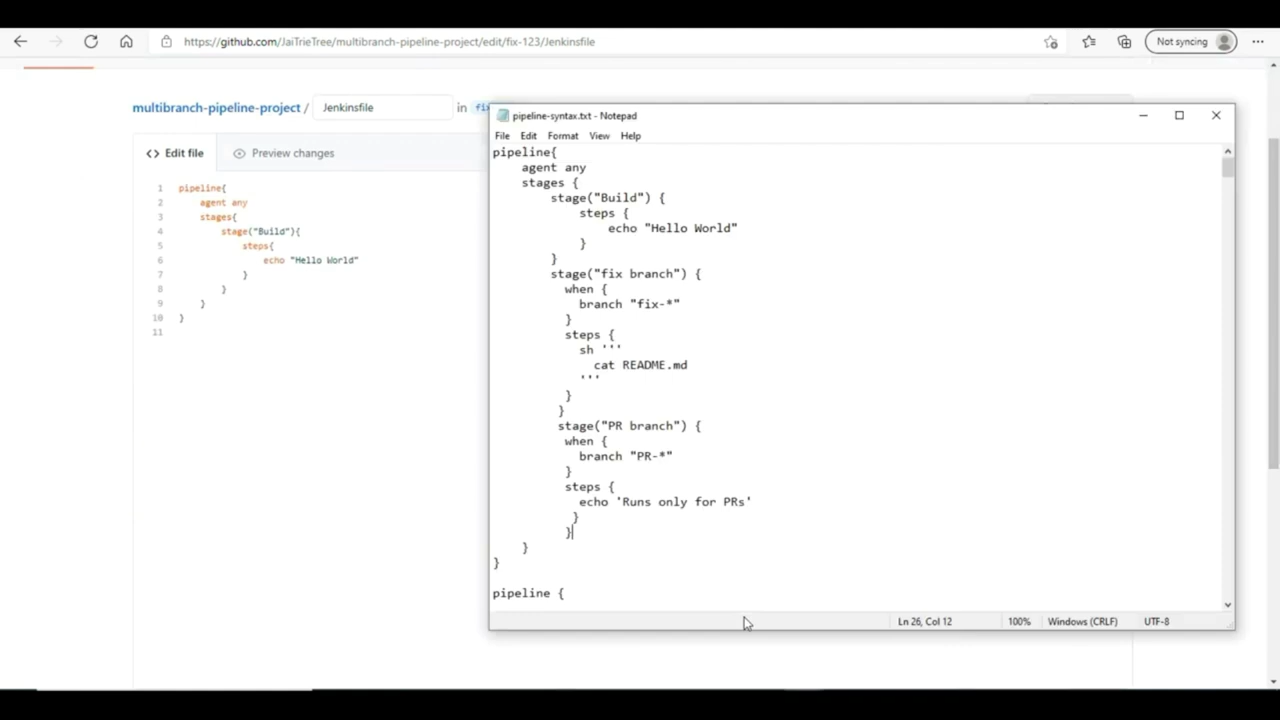 https://github.com/JaiTrieTree/multibranch-pipeline-project/edit/fix-123/Jenkinsfile
Not syncing
multibranch-pipeline-project / Jenkinsfile in fix
<> Edit file
Preview changes
1 pipeline{
2 agent any
3 stages{
4 stage("Build"){
5 steps{
6 echo "Hello World"
7 }
8 }
9 }
10 }
11
pipeline-syntax.txt - Notepad
File Edit Format View Help
pipeline{
agent any
stages {
stage("Build") {
steps {
echo "Hello World"
}
}
stage("fix branch") {
when {
branch "fix-*"
}
steps {
sh '''
cat README.md
'''
}
}
stage("PR branch") {
when {
branch "PR-*"
}
steps {
echo 'Runs only for PRs'
}
}
}
}
pipeline {
Ln 26, Col 12 100% Windows (CRLF) UTF-8